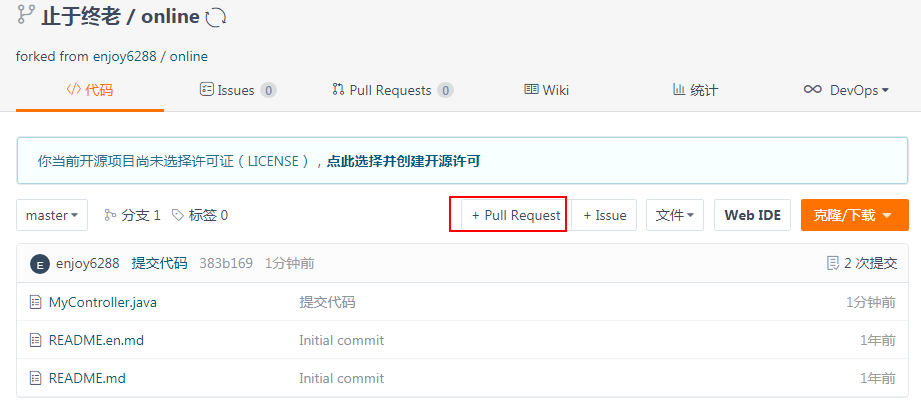 止于终老 / online
forked from enjoy6288 / online
代码 Issues 0 Pull Requests 0 Wiki 统计 DevOps
你当前开源项目尚未选择许可证（LICENSE），点此选择并创建开源许可
master 分支 1 标签 0 + Pull Request + Issue 文件 Web IDE 克隆/下载
E enjoy6288 提交代码 383b169 1分钟前 2 次提交
MyController.java 提交代码 1分钟前
README.en.md Initial commit 1年前
README.md Initial commit 1年前